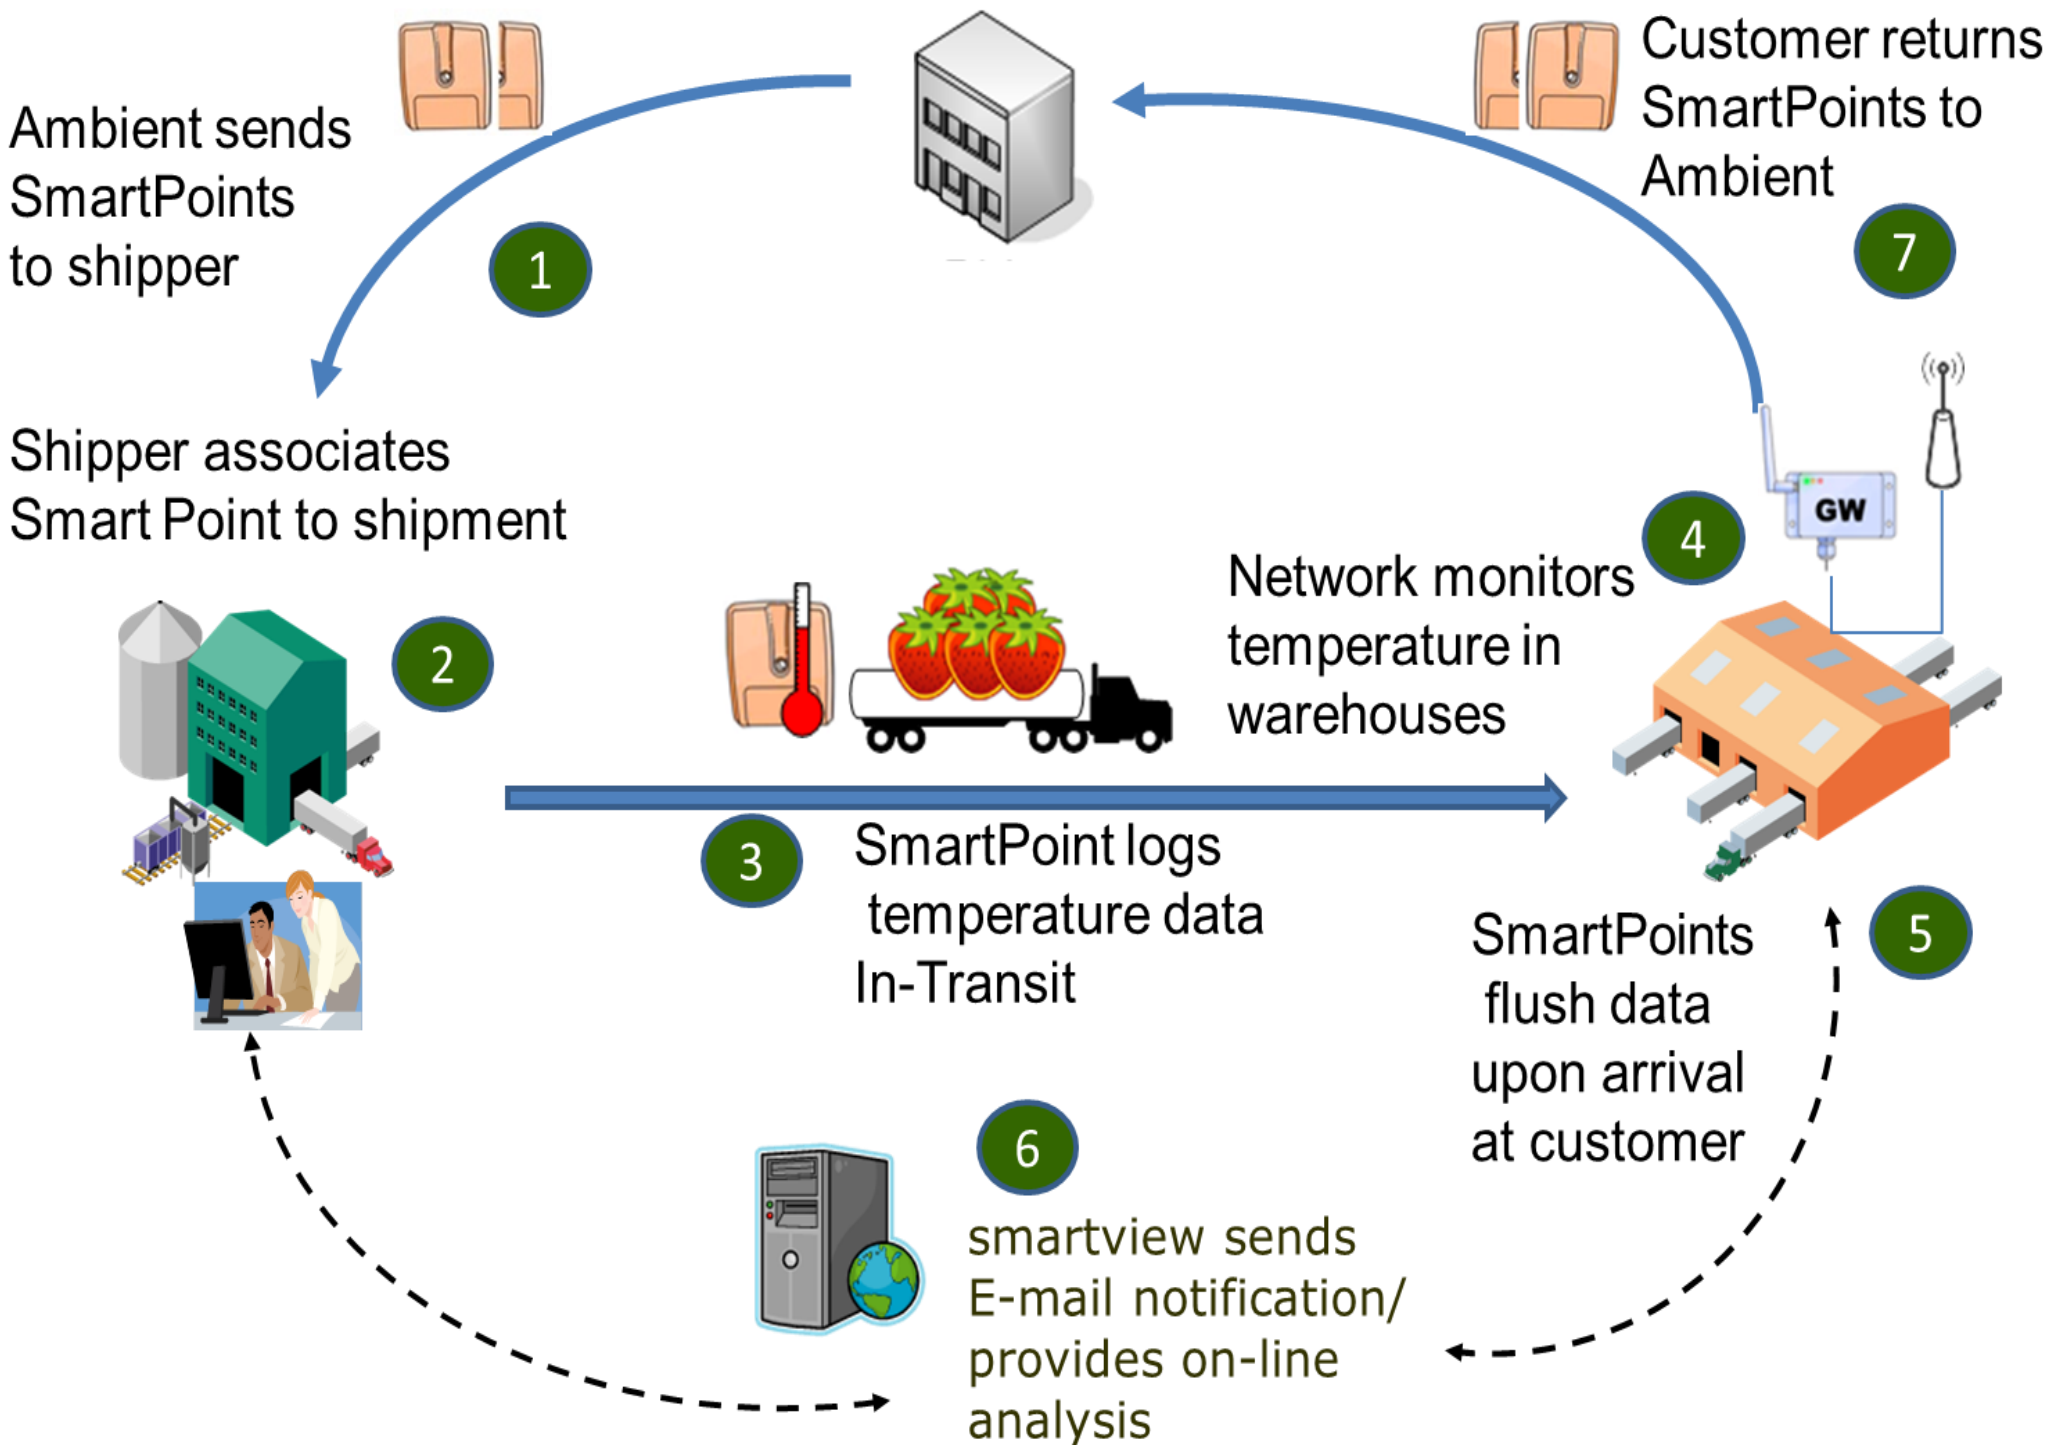 Ambient sends
SmartPoints
to shipper
1
Customer returns
SmartPoints to
Ambient
7
Shipper associates
Smart Point to shipment
2
Network monitors
temperature in
warehouses
4
GW
3
SmartPoint logs
temperature data
In-Transit
SmartPoints
flush data
upon arrival
at customer
5
6
smartview sends
E-mail notification/
provides on-line
analysis